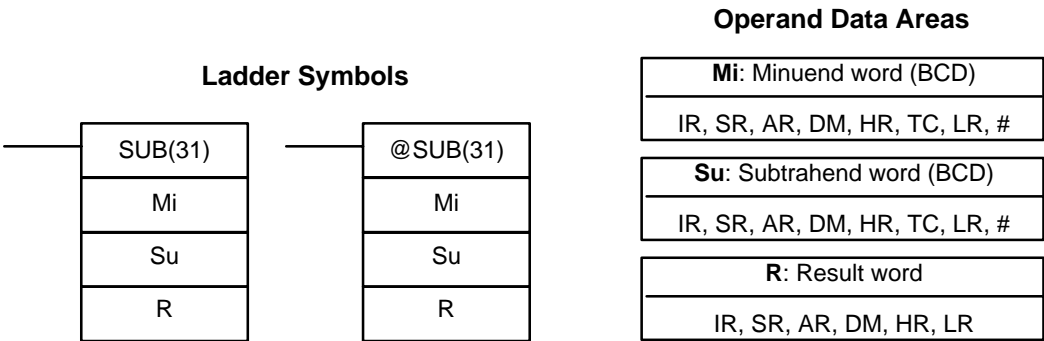 Operand Data Areas
Ladder Symbols
SUB(31)
Mi
Su
R
@SUB(31)
Mi
Su
R
Mi: Minuend word (BCD)
IR, SR, AR, DM, HR, TC, LR, #
Su: Subtrahend word (BCD)
IR, SR, AR, DM, HR, TC, LR, #
R: Result word
IR, SR, AR, DM, HR, LR